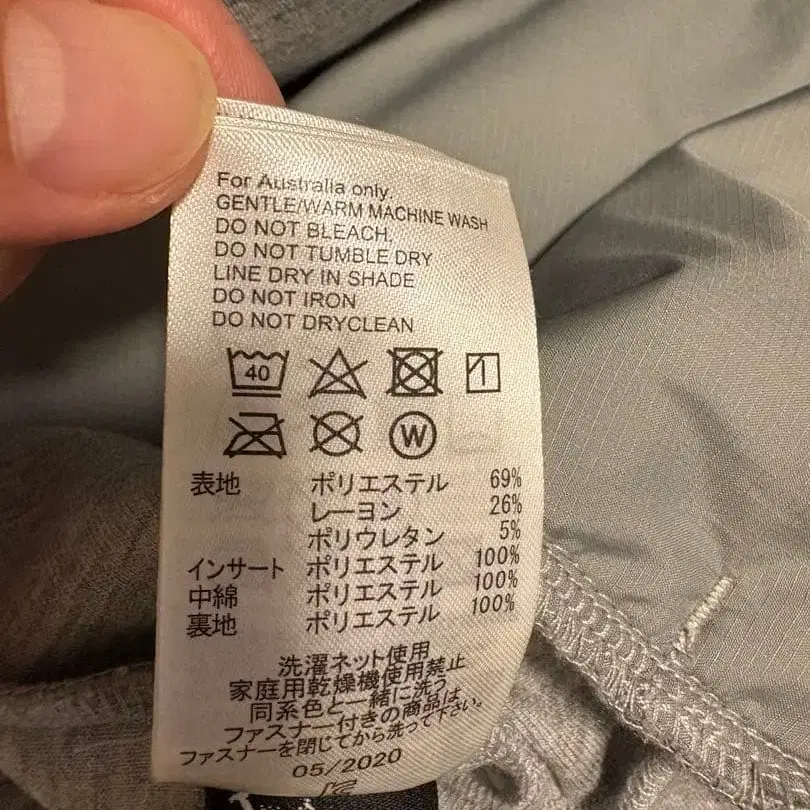 For Australia only.
GENTLE/WARM MACHINE WASH
DO NOT BLEACH.
DO NOT TUMBLE DRY
LINE DRY IN SHADE
DO NOT IRON
DO NOT DRYCLEAN
40
W
表地 ポリエステル 69%
レーヨン 26%
ポリウレタン 5%
インサート ポリエステル 100%
中綿 ポリエステル 100%
裏地 ポリエステル 100%
洗濯ネット使用
家庭用乾燥機使用禁止
同系色と一緒に洗う
ファスナー付きの商品は
ファスナーを閉じてから洗って下さい。
05/2020